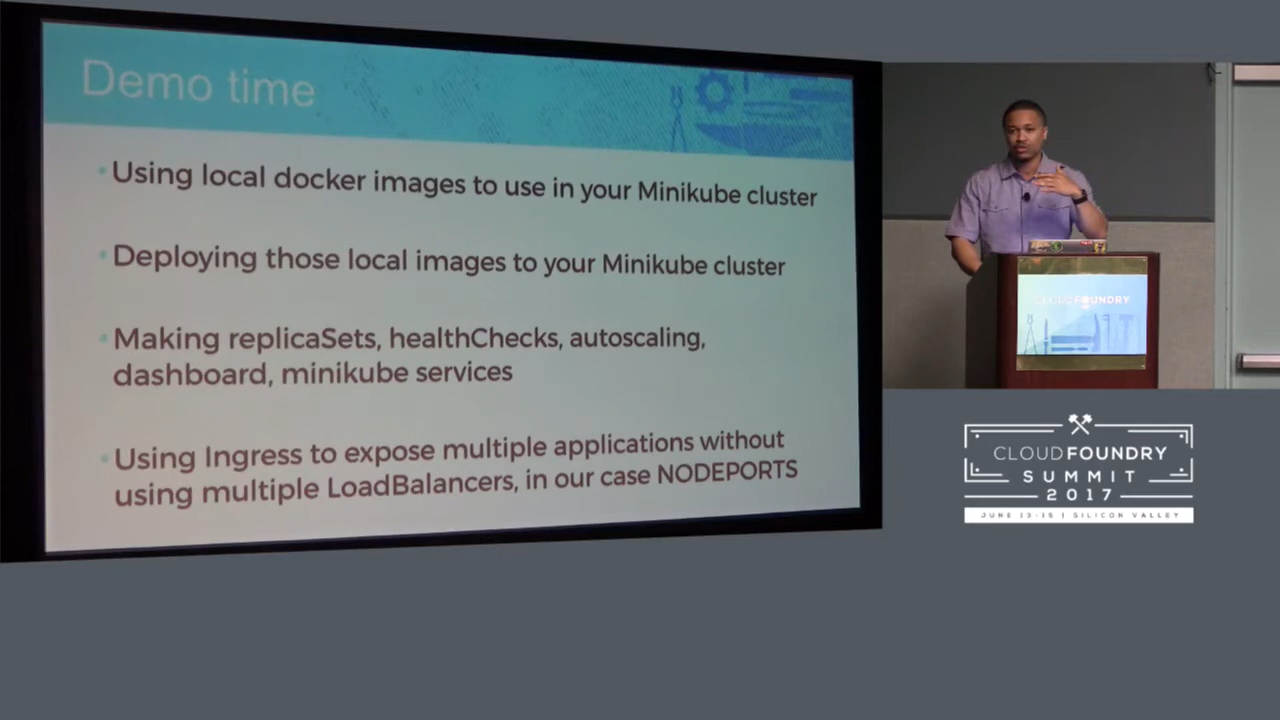 Demo time
Using local docker images to use in your Minikube cluster
Deploying those local images to your Minikube cluster
Making replicaSets, healthChecks, autoscaling,
dashboard, minikube services
Using Ingress to expose multiple applications without
using multiple LoadBalancers, in our case NODEPORTS
CLOUDFOUNDRY
CLOUDFOUNDRY
SUMMIT
2017
JUNE 13-15 | SILICON VALLEY